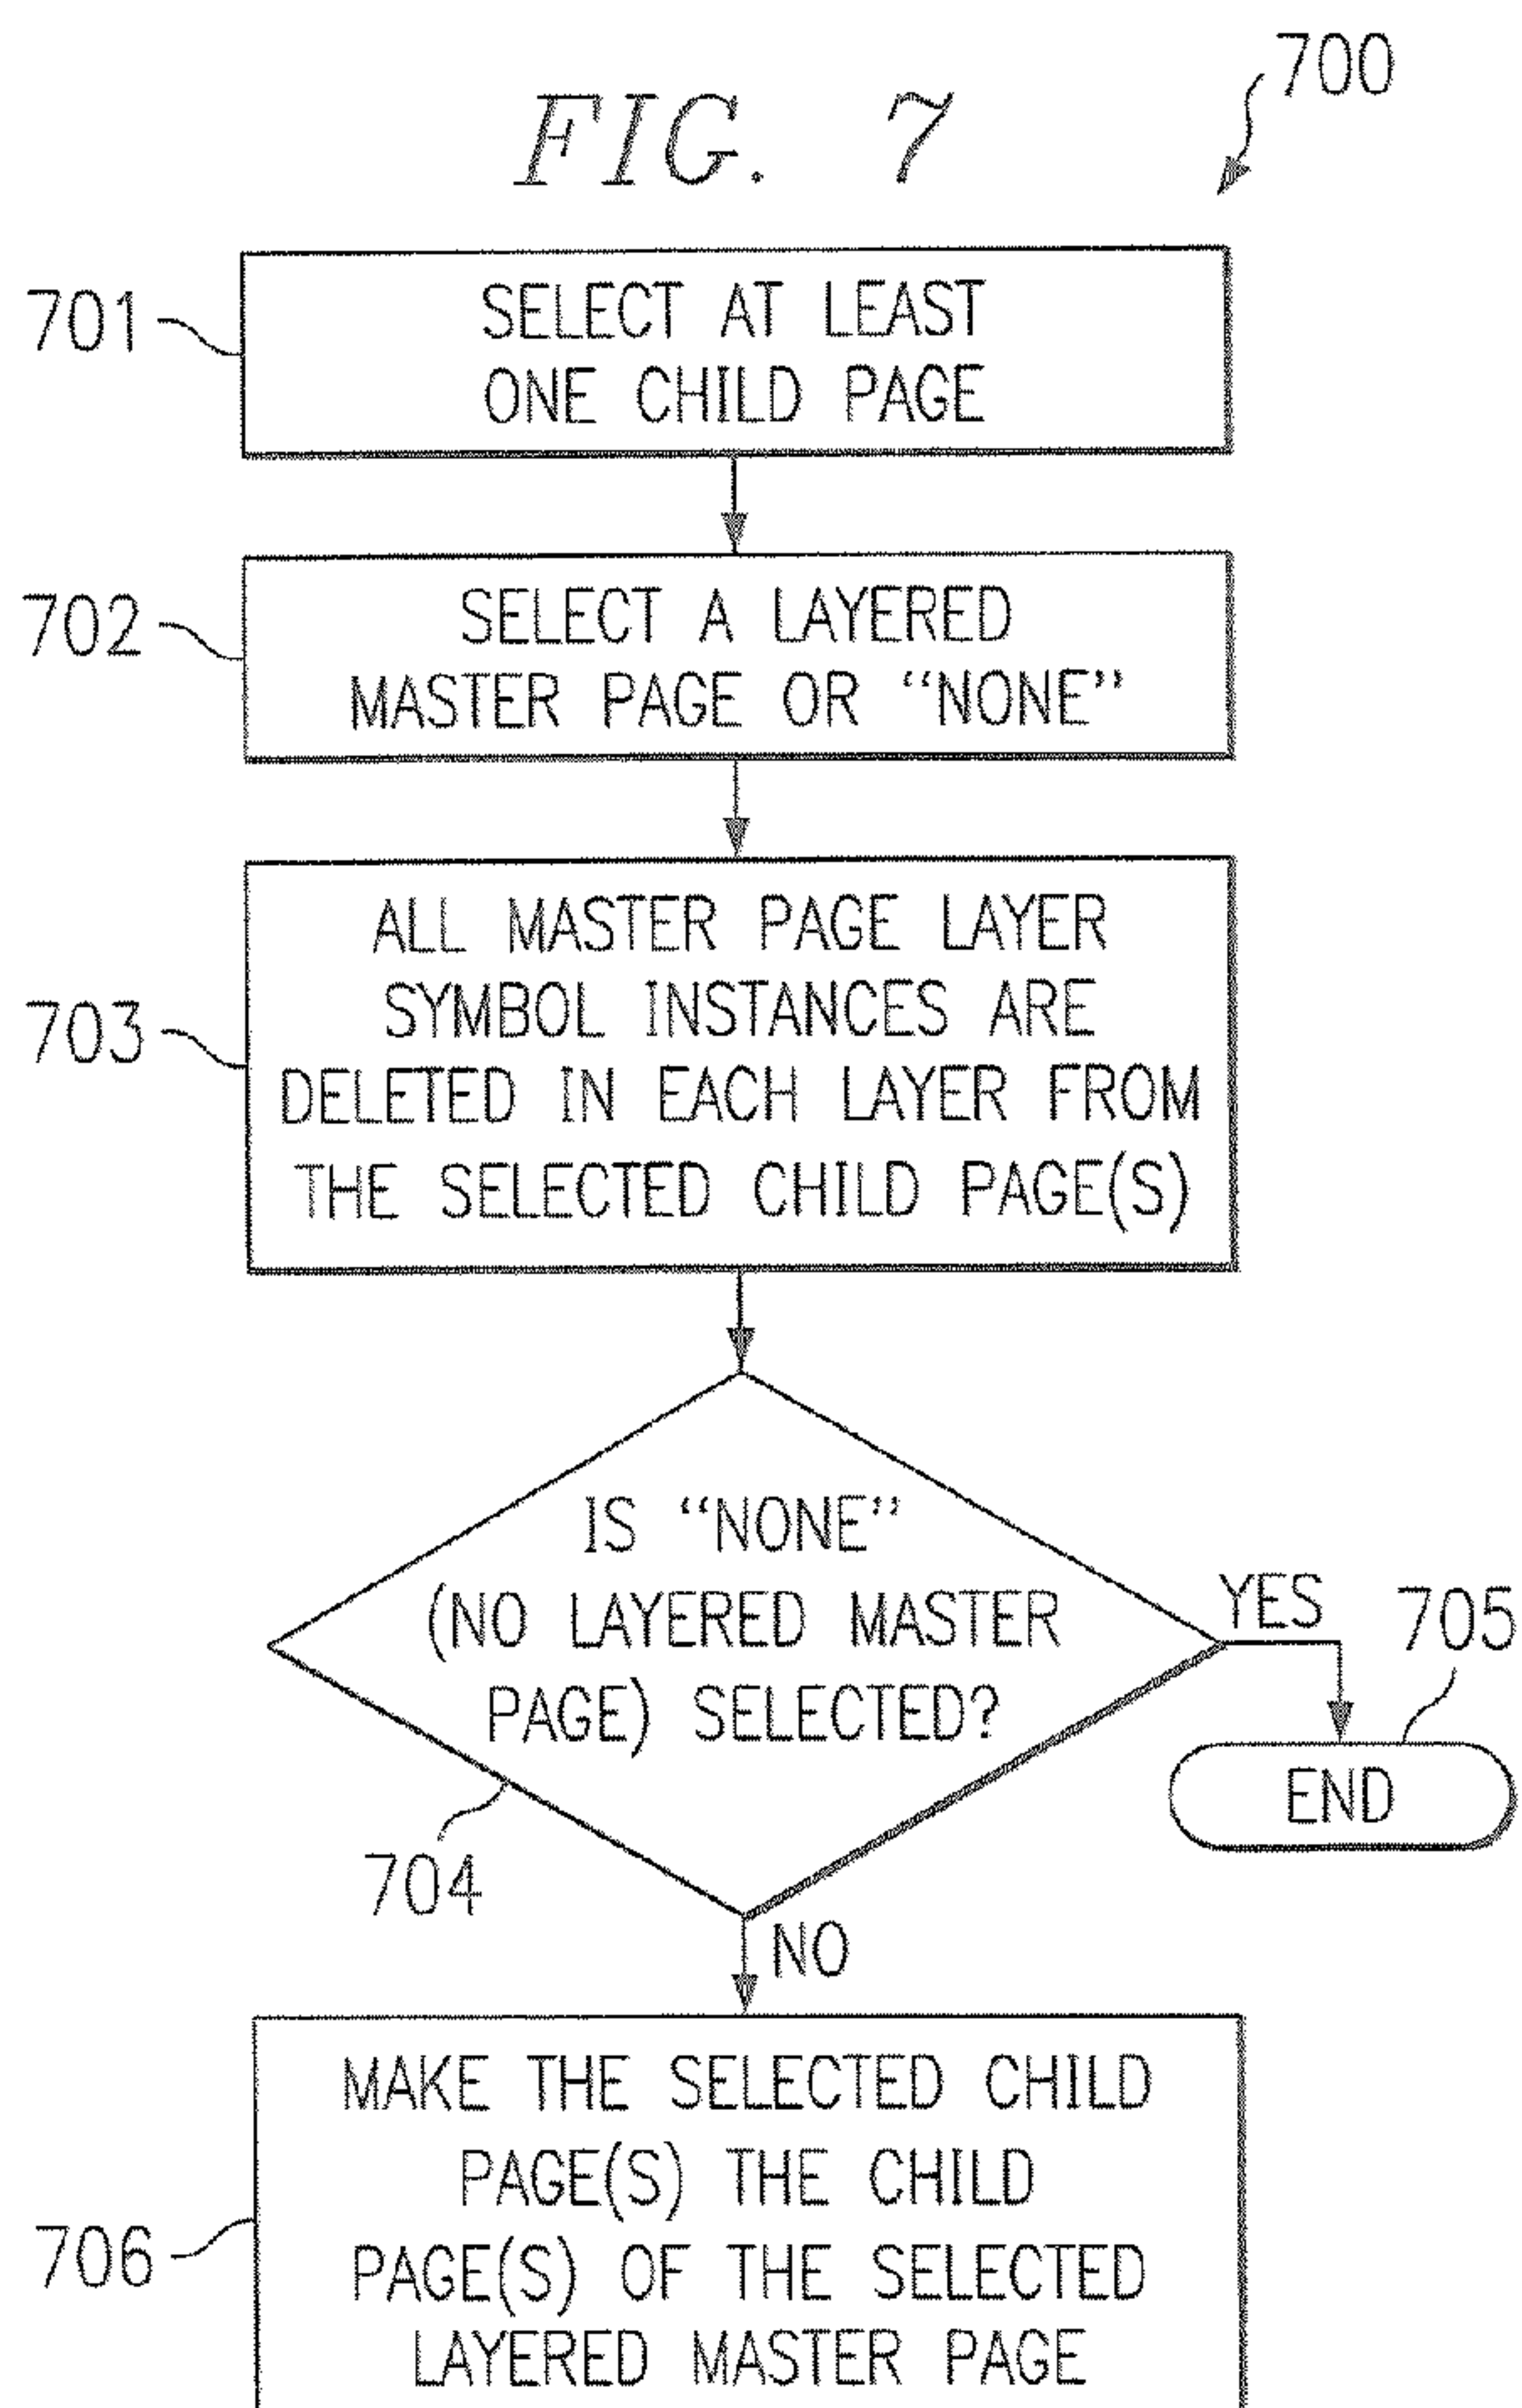 FIG. 7
700
701
SELECT AT LEAST
ONE CHILD PAGE
702
SELECT A LAYERED
MASTER PAGE OR “NONE”
703
ALL MASTER PAGE LAYER
SYMBOL INSTANCES ARE
DELETED IN EACH LAYER FROM
THE SELECTED CHILD PAGE(S)
IS “NONE”
(NO LAYERED MASTER
PAGE) SELECTED?
YES
705
END
704
NO
706
MAKE THE SELECTED CHILD
PAGE(S) THE CHILD
PAGE(S) OF THE SELECTED
LAYERED MASTER PAGE